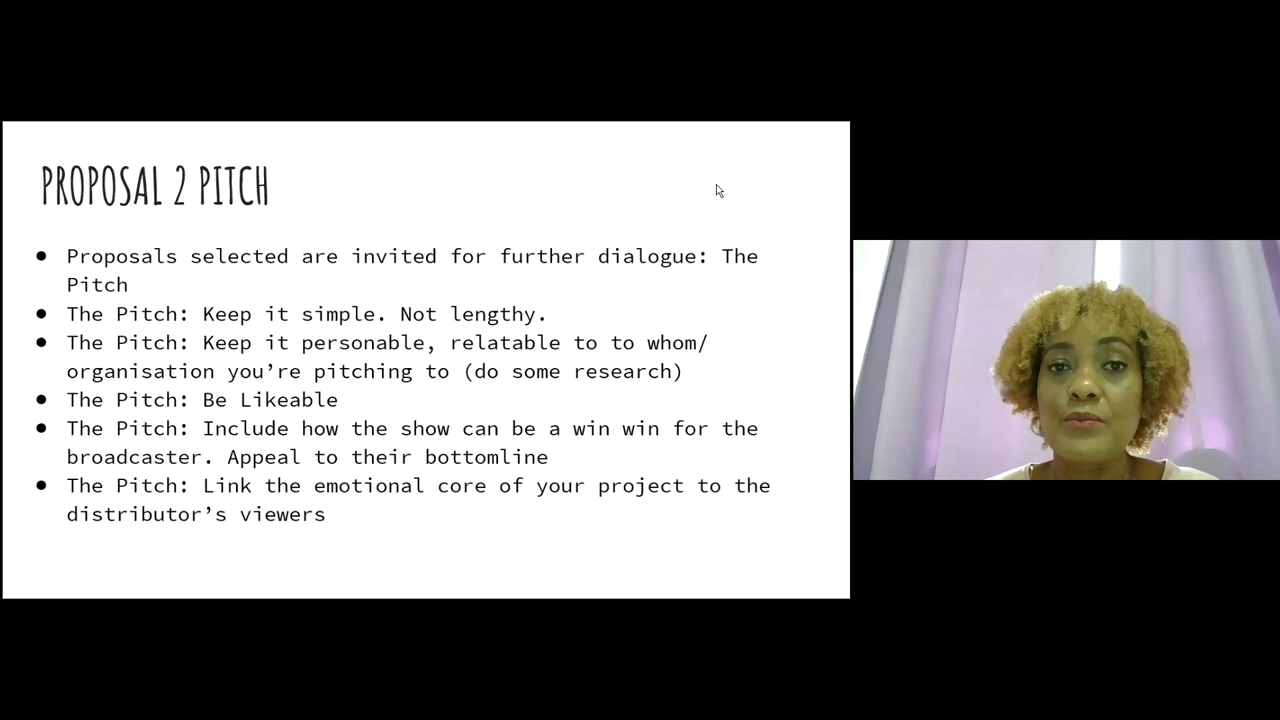 PROPOSAL 2 PITCH
● Proposals selected are invited for further dialogue: The
Pitch
● The Pitch: Keep it simple. Not lengthy.
● The Pitch: Keep it personable, relatable to to whom/
organisation you’re pitching to (do some research)
● The Pitch: Be Likeable
● The Pitch: Include how the show can be a win win for the
broadcaster. Appeal to their bottomline
● The Pitch: Link the emotional core of your project to the
distributor’s viewers